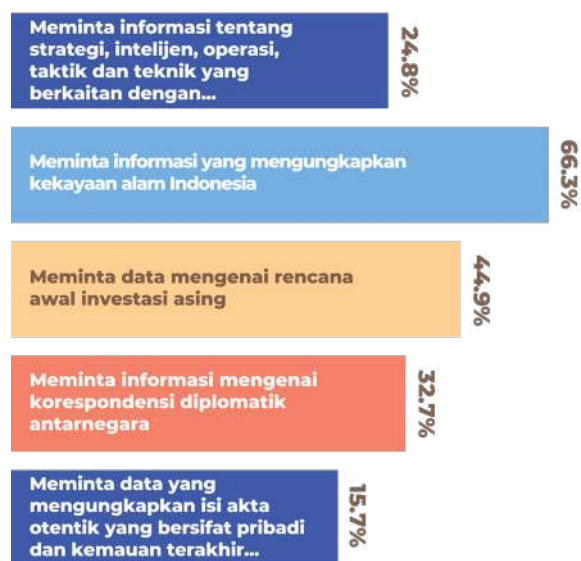 Meminta informasi tentang
strategi, intelijen, operasi,
taktik dan teknik yang
berkaitan dengan...
24.8%
Meminta informasi yang mengungkapkan
kekayaan alam Indonesia
66.3%
Meminta data mengenai rencana
awal investasi asing
44.9%
Meminta informasi mengenai
korespondensi diplomatik
antarnegara
32.7%
Meminta data yang
mengungkapkan isi akta
otentik yang bersifat pribadi
dan kemauan terakhir...
15.7%